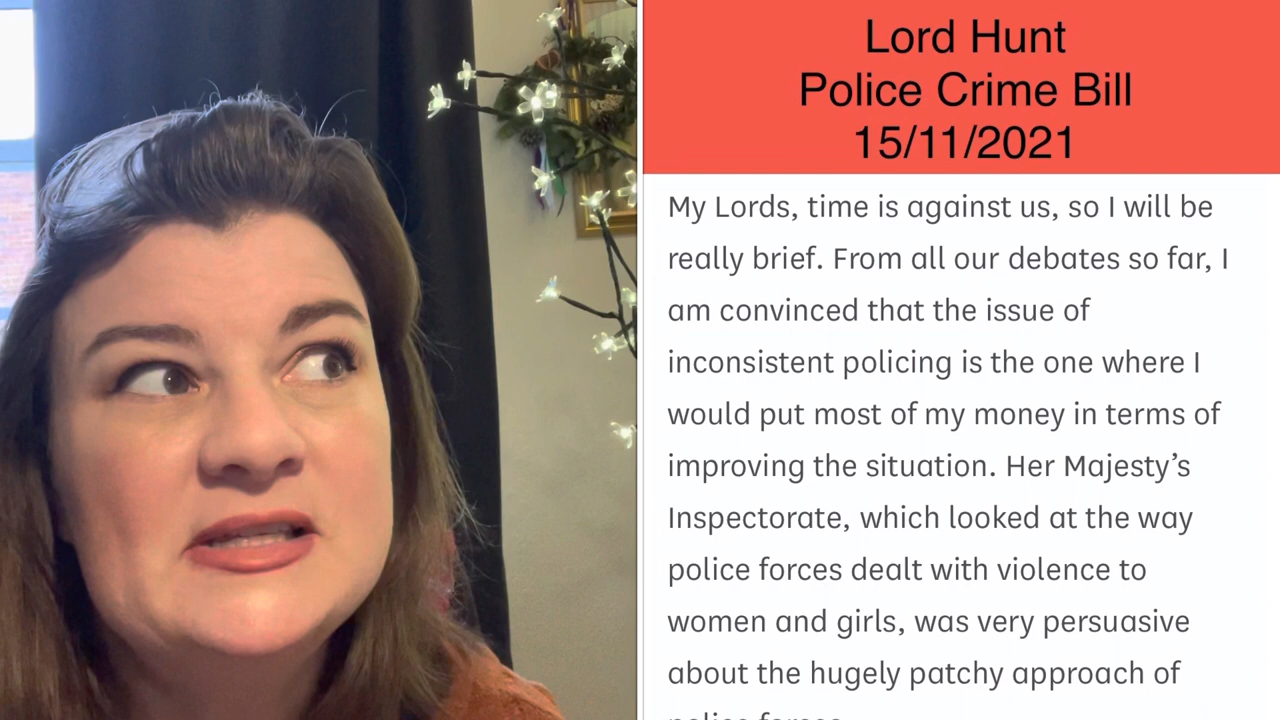 Lord Hunt
Police Crime Bill
15/11/2021
My Lords, time is against us, so I will be
really brief. From all our debates so far, I
am convinced that the issue of
inconsistent policing is the one where I
would put most of my money in terms of
improving the situation. Her Majesty’s
Inspectorate, which looked at the way
police forces dealt with violence to
women and girls, was very persuasive
about the hugely patchy approach of
police forces